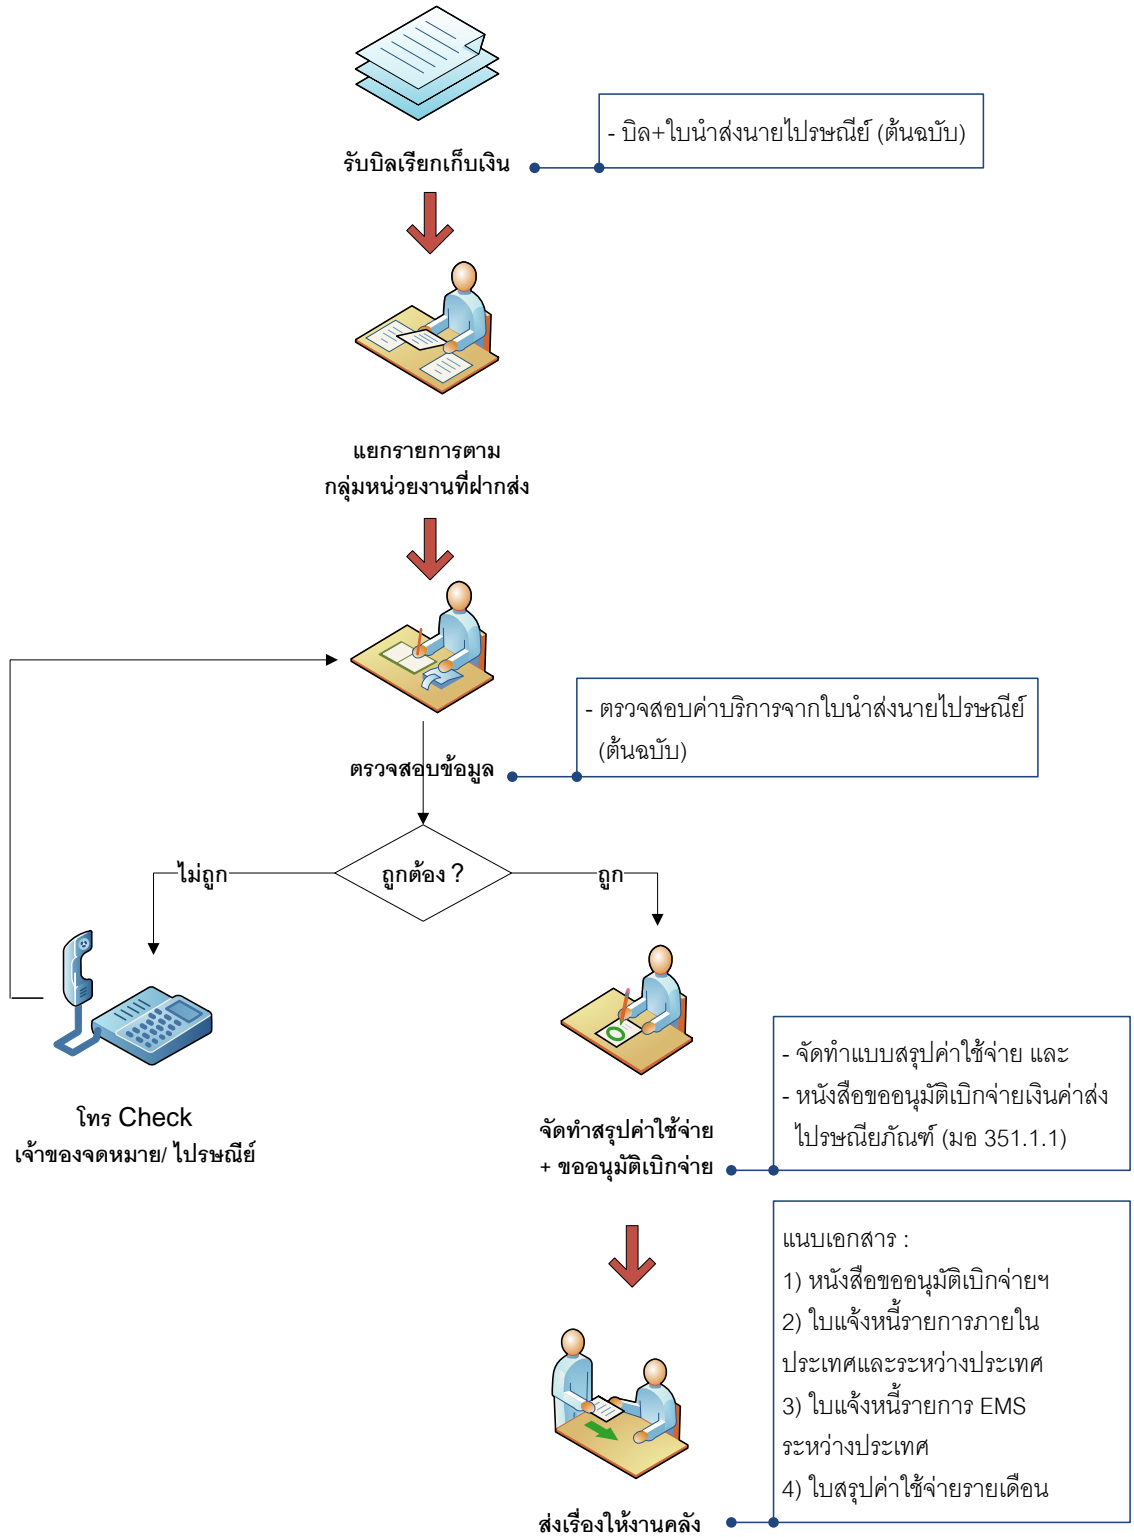 - บิล+ใบนำส่งนายไปรษณีย์ (ต้นฉบับ)
รับบิลเรียกเก็บเงิน
แยกรายการตาม
กลุ่มหน่วยงานที่ฝากส่ง
- ตรวจสอบค่าบริการจากใบนำส่งนายไปรษณีย์
(ต้นฉบับ)
ตรวจสอบข้อมูล
ไม่ถูก
ถูกต้อง ?
ถูก
โทร Check
เจ้าของจดหมาย/ ไปรษณีย์
- จัดทำแบบสรุปค่าใช้จ่าย และ
- หนังสือขออนุมัติเบิกจ่ายเงินค่าส่ง
ไปรษณียภัณฑ์ (มอ 351.1.1)
จัดทำสรุปค่าใช้จ่าย
+ ขออนุมัติเบิกจ่าย
แนบเอกสาร :
1) หนังสือขออนุมัติเบิกจ่ายฯ
2) ใบแจ้งหนี้รายการภายใน
ประเทศและระหว่างประเทศ
3) ใบแจ้งหนี้รายการ EMS
ระหว่างประเทศ
4) ใบสรุปค่าใช้จ่ายรายเดือน
ส่งเรื่องให้งานคลัง